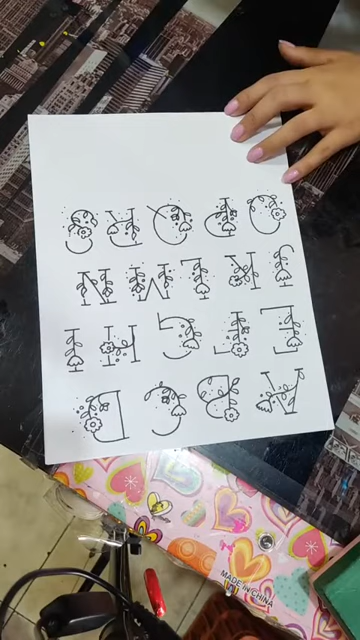 A B C D
E F G H I
J K L M N
O P Q R S
MADE IN CHINA